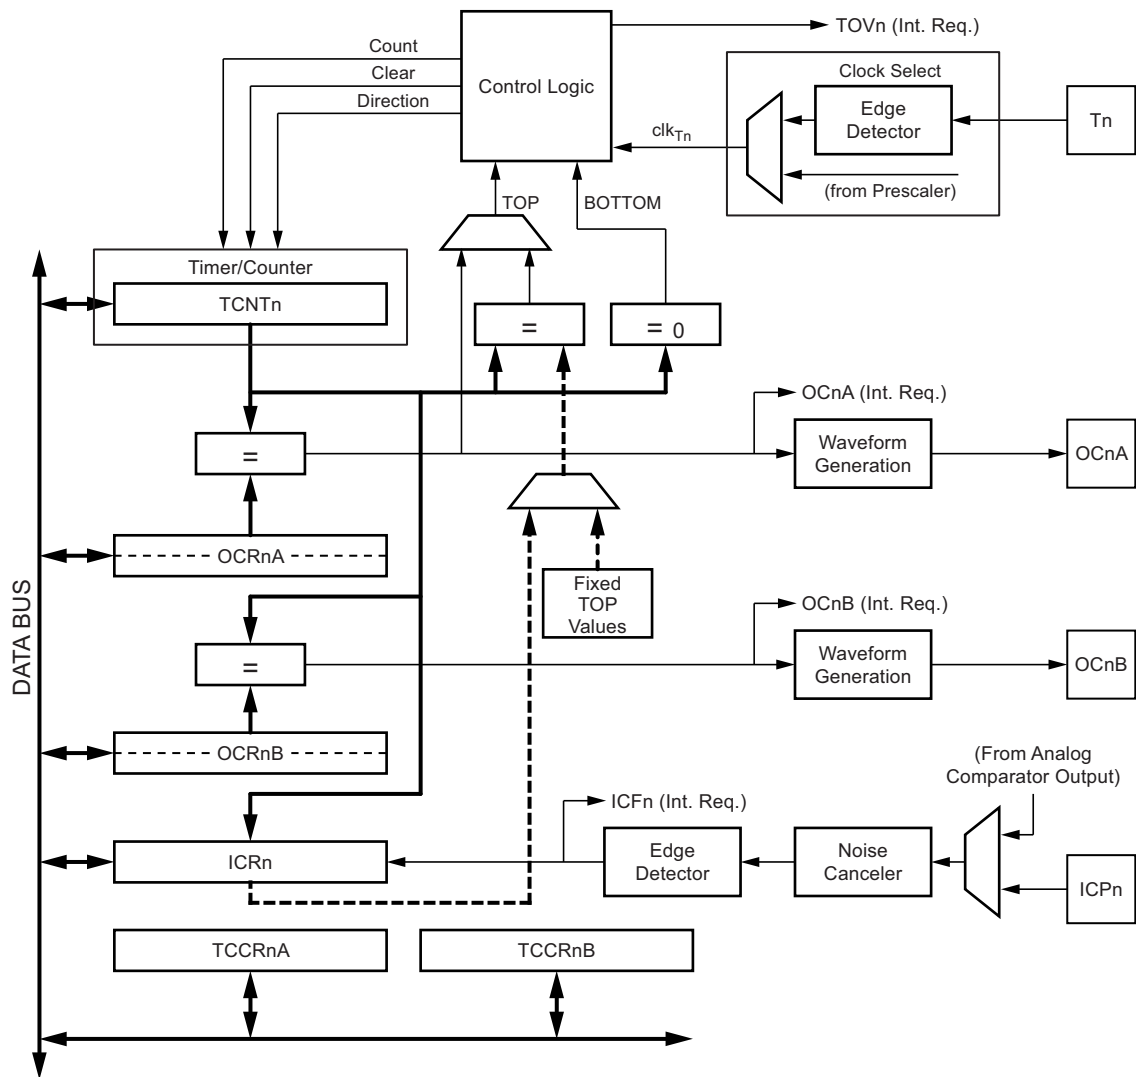 TOVn (Int. Req.)
Count
Clear
Direction
Control Logic
Clock Select
Edge
Detector
Tn
clkTn
(from Prescaler)
TOP
BOTTOM
Timer/Counter
TCNTn
=
= 0
OCnA (Int. Req.)
=
Waveform
Generation
OCnA
OCRnA
Fixed
TOP
Values
DATA BUS
OCnB (Int. Req.)
=
Waveform
Generation
OCnB
OCRnB
(From Analog
Comparator Output)
ICFn (Int. Req.)
ICRn
Edge
Detector
Noise
Canceler
ICPn
TCCRnA
TCCRnB